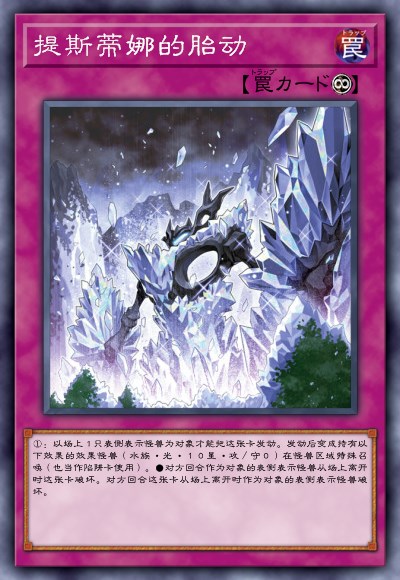 提斯蒂娜的胎动
トラップ
罠
トラップ
【罠カード】
①：以场上1只表侧表示怪兽为对象才能把这张卡发动。发动后变成持有以
下效果的效果怪兽（水族·光·10星·攻／守0）在怪兽区域特殊召
唤（也当作陷阱卡使用）。●对方回合作为对象的表侧表示怪兽从场上离开
时这张卡破坏。对方回合这张卡从场上离开时作为对象的表侧表示怪兽破
坏。